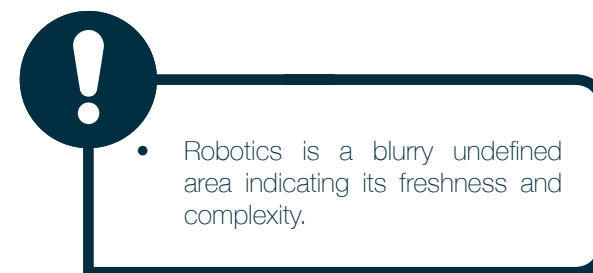 • Robotics is a blurry undefined
area indicating its freshness and
complexity.